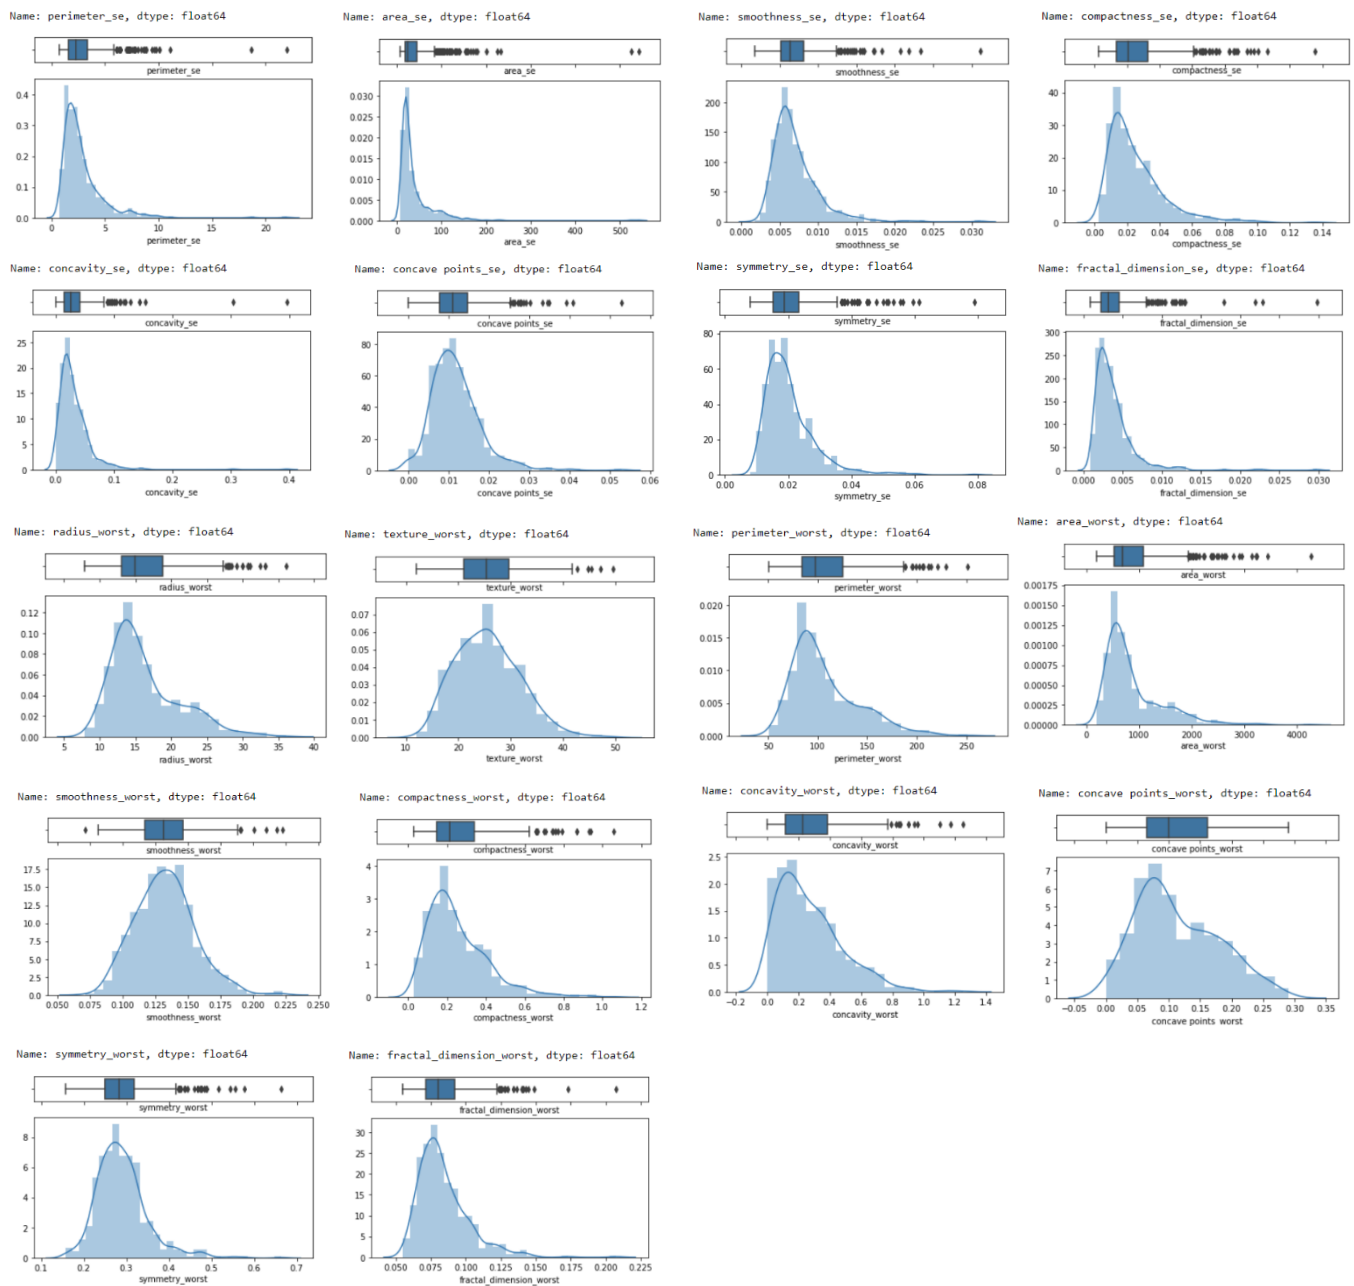 Name: perimeter_se, dtype: float64
perimeter_se
0.4
0.3
0.2
0.1
0.0
0 5 10 15 20
perimeter_se
Name: area_se, dtype: float64
area_se
0.030
0.025
0.020
0.015
0.010
0.005
0.000
0 100 200 300 400 500
area_se
Name: smoothness_se, dtype: float64
smoothness_se
200
150
100
50
0
0.000 0.005 0.010 0.015 0.020 0.025 0.030
smoothness_se
Name: compactness_se, dtype: float64
compactness_se
40
30
20
10
0
0.00 0.02 0.04 0.06 0.08 0.10 0.12 0.14
compactness_se
Name: concavity_se, dtype: float64
concavity_se
25
20
15
10
5
0
0.0 0.1 0.2 0.3 0.4
concavity_se
Name: concave points_se, dtype: float64
concave points_se
80
60
40
20
0
0.00 0.01 0.02 0.03 0.04 0.05 0.06
concave points_se
Name: symmetry_se, dtype: float64
symmetry_se
80
60
40
20
0
0.00 0.02 0.04 0.06 0.08
symmetry_se
Name: fractal_dimension_se, dtype: float64
fractal_dimension_se
300
250
200
150
100
50
0
0.000 0.005 0.010 0.015 0.020 0.025 0.030
fractal_dimension_se
Name: radius_worst, dtype: float64
radius_worst
0.12
0.10
0.08
0.06
0.04
0.02
0.00
5 10 15 20 25 30 35 40
radius_worst
Name: texture_worst, dtype: float64
texture_worst
0.07
0.06
0.05
0.04
0.03
0.02
0.01
0.00
10 20 30 40 50
texture_worst
Name: perimeter_worst, dtype: float64
perimeter_worst
0.020
0.015
0.010
0.005
0.000
50 100 150 200 250
perimeter_worst
Name: area_worst, dtype: float64
area_worst
0.00175
0.00150
0.00125
0.00100
0.00075
0.00050
0.00025
0.00000
0 1000 2000 3000 4000
area_worst
Name: smoothness_worst, dtype: float64
smoothness_worst
17.5
15.0
12.5
10.0
7.5
5.0
2.5
0.0
0.050 0.075 0.100 0.125 0.150 0.175 0.200 0.225 0.250
smoothness_worst
Name: compactness_worst, dtype: float64
compactness_worst
4
3
2
1
0
0.0 0.2 0.4 0.6 0.8 1.0 1.2
compactness_worst
Name: concavity_worst, dtype: float64
concavity_worst
2.5
2.0
1.5
1.0
0.5
0.0
−0.2 0.0 0.2 0.4 0.6 0.8 1.0 1.2 1.4
concavity_worst
Name: concave points_worst, dtype: float64
concave points_worst
7
6
5
4
3
2
1
0
−0.05 0.00 0.05 0.10 0.15 0.20 0.25 0.30 0.35
concave points_worst
Name: symmetry_worst, dtype: float64
symmetry_worst
8
6
4
2
0
0.1 0.2 0.3 0.4 0.5 0.6 0.7
symmetry_worst
Name: fractal_dimension_worst, dtype: float64
fractal_dimension_worst
30
25
20
15
10
5
0
0.050 0.075 0.100 0.125 0.150 0.175 0.200 0.225
fractal_dimension_worst